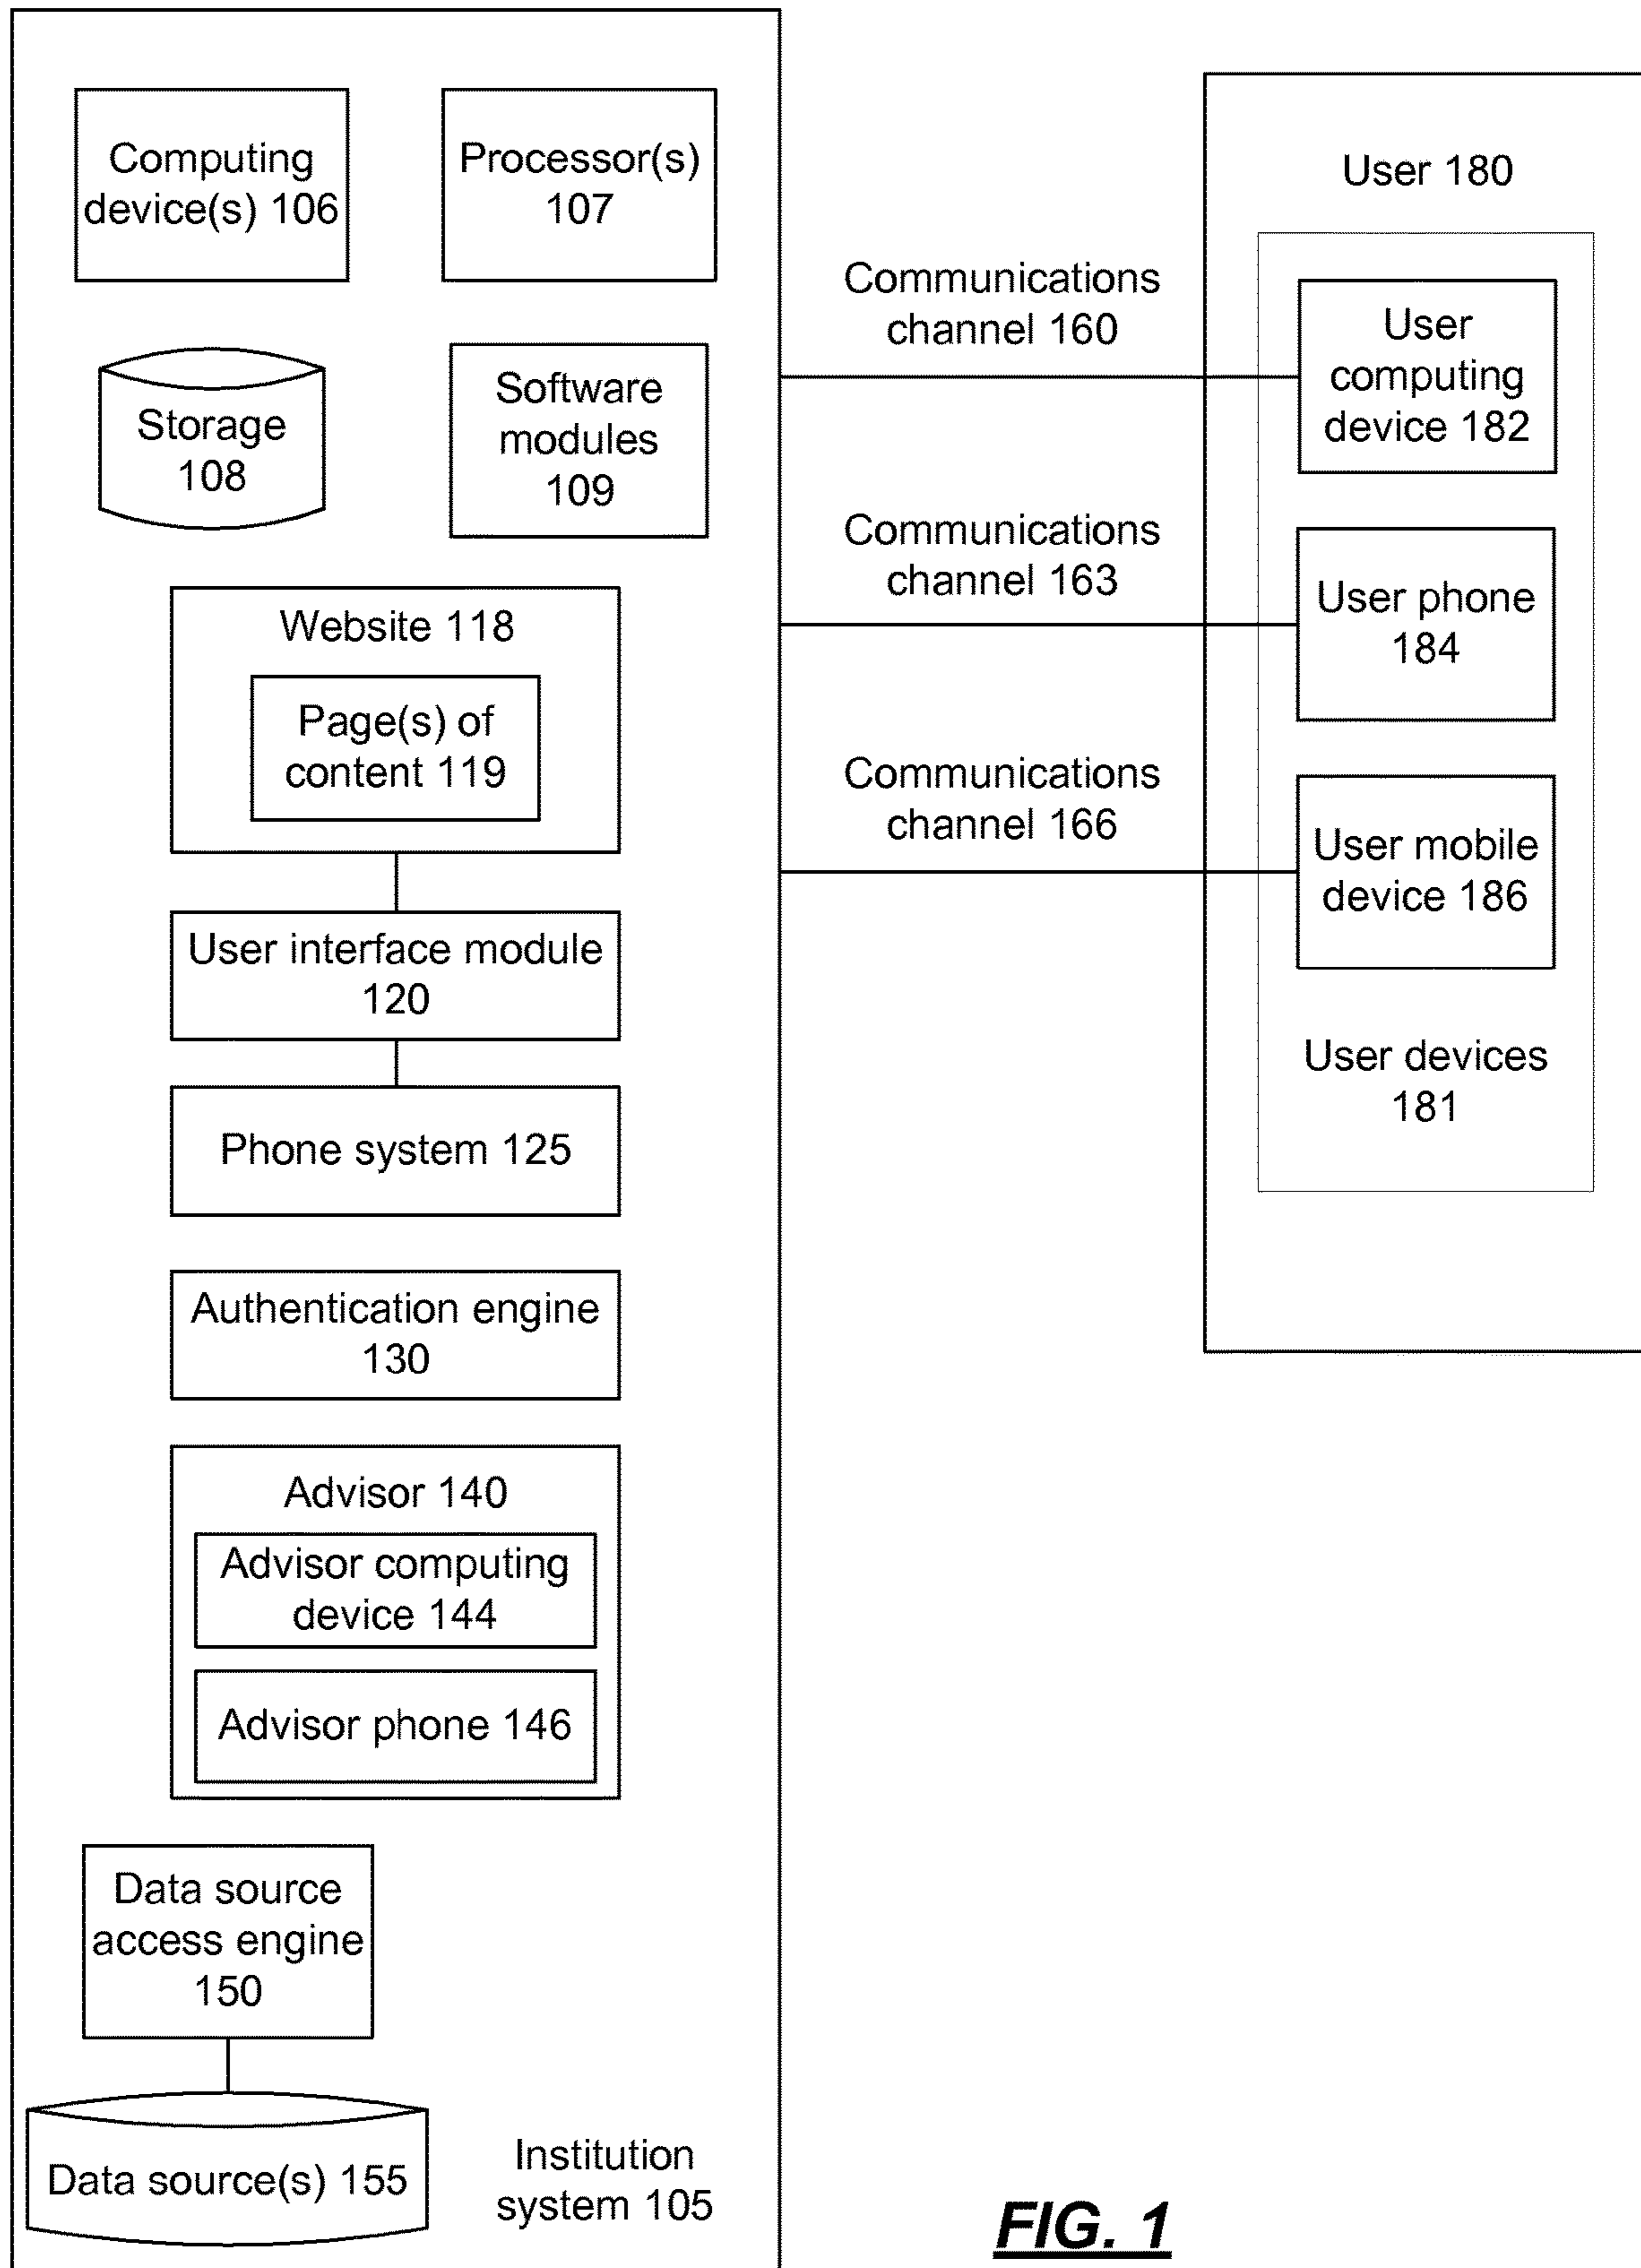 Computing
device(s) 106
Processor(s)
107
Storage
108
Software
modules
109
Website 118
Page(s) of
content 119
User interface module
120
Phone system 125
Authentication engine
130
Advisor 140
Advisor computing
device 144
Advisor phone 146
Data source
access engine
150
Data source(s) 155
Institution
system 105
Communications
channel 160
Communications
channel 163
Communications
channel 166
User 180
User
computing
device 182
User phone
184
User mobile
device 186
User devices
181
FIG. 1